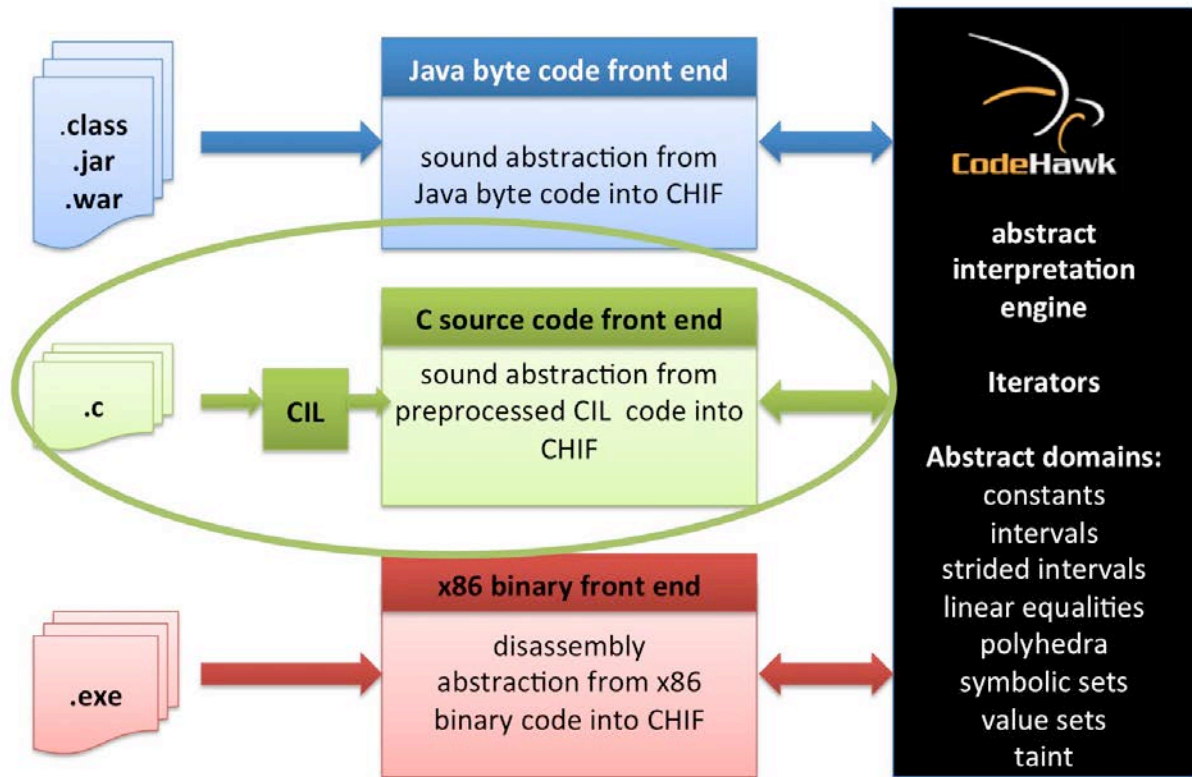 .class
.jar
.war
Java byte code front end
sound abstraction from
Java byte code into CHIF
.c
CIL
C source code front end
sound abstraction from
preprocessed CIL code into
CHIF
.exe
x86 binary front end
disassembly
abstraction from x86
binary code into CHIF
CodeHawk
abstract
interpretation
engine
Iterators
Abstract domains:
constants
intervals
strided intervals
linear equalities
polyhedra
symbolic sets
value sets
taint